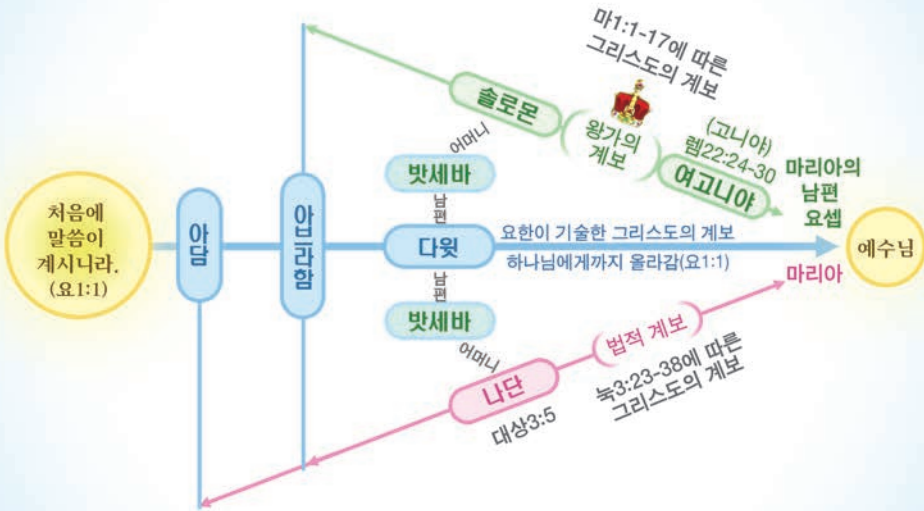 마1:1-17에 따른
그리스도의 계보
솔로몬
어머니
왕가의
계보
(고니야)
렘22:24-30
여고니야
마리아의
남편
요셉
밧세바
남편
처음에
말씀이
계시니라.
(요1:1)
아담
아브라함
다윗
요한이 기술한 그리스도의 계보
하나님에게까지 올라감(요1:1)
예수님
남편
밧세바
어머니
마리아
법적 계보
나단
대상3:5
눅3:23-38에 따른
그리스도의 계보